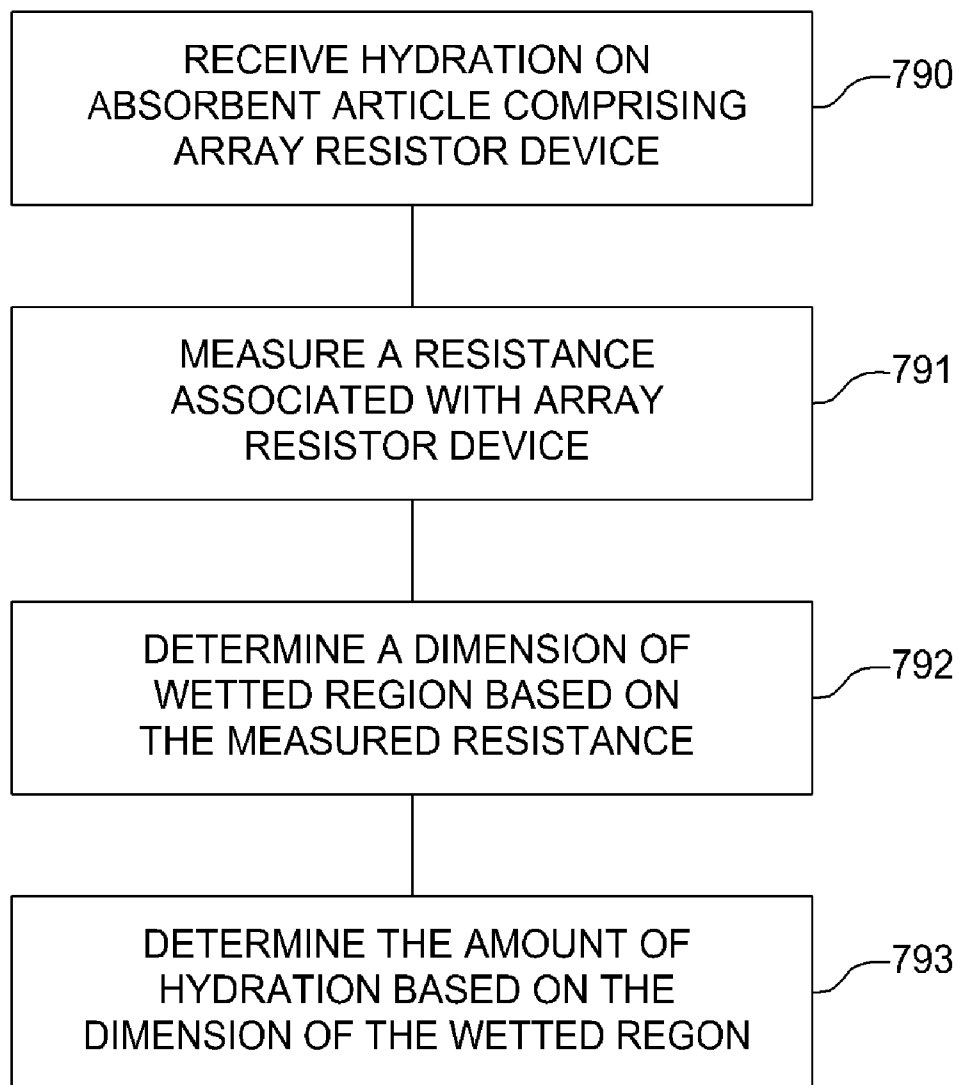 RECEIVE HYDRATION ON
ABSORBENT ARTICLE COMPRISING
ARRAY RESISTOR DEVICE
790
MEASURE A RESISTANCE
ASSOCIATED WITH ARRAY
RESISTOR DEVICE
791
DETERMINE A DIMENSION OF
WETTED REGION BASED ON
THE MEASURED RESISTANCE
792
DETERMINE THE AMOUNT OF
HYDRATION BASED ON THE
DIMENSION OF THE WETTED REGON
793